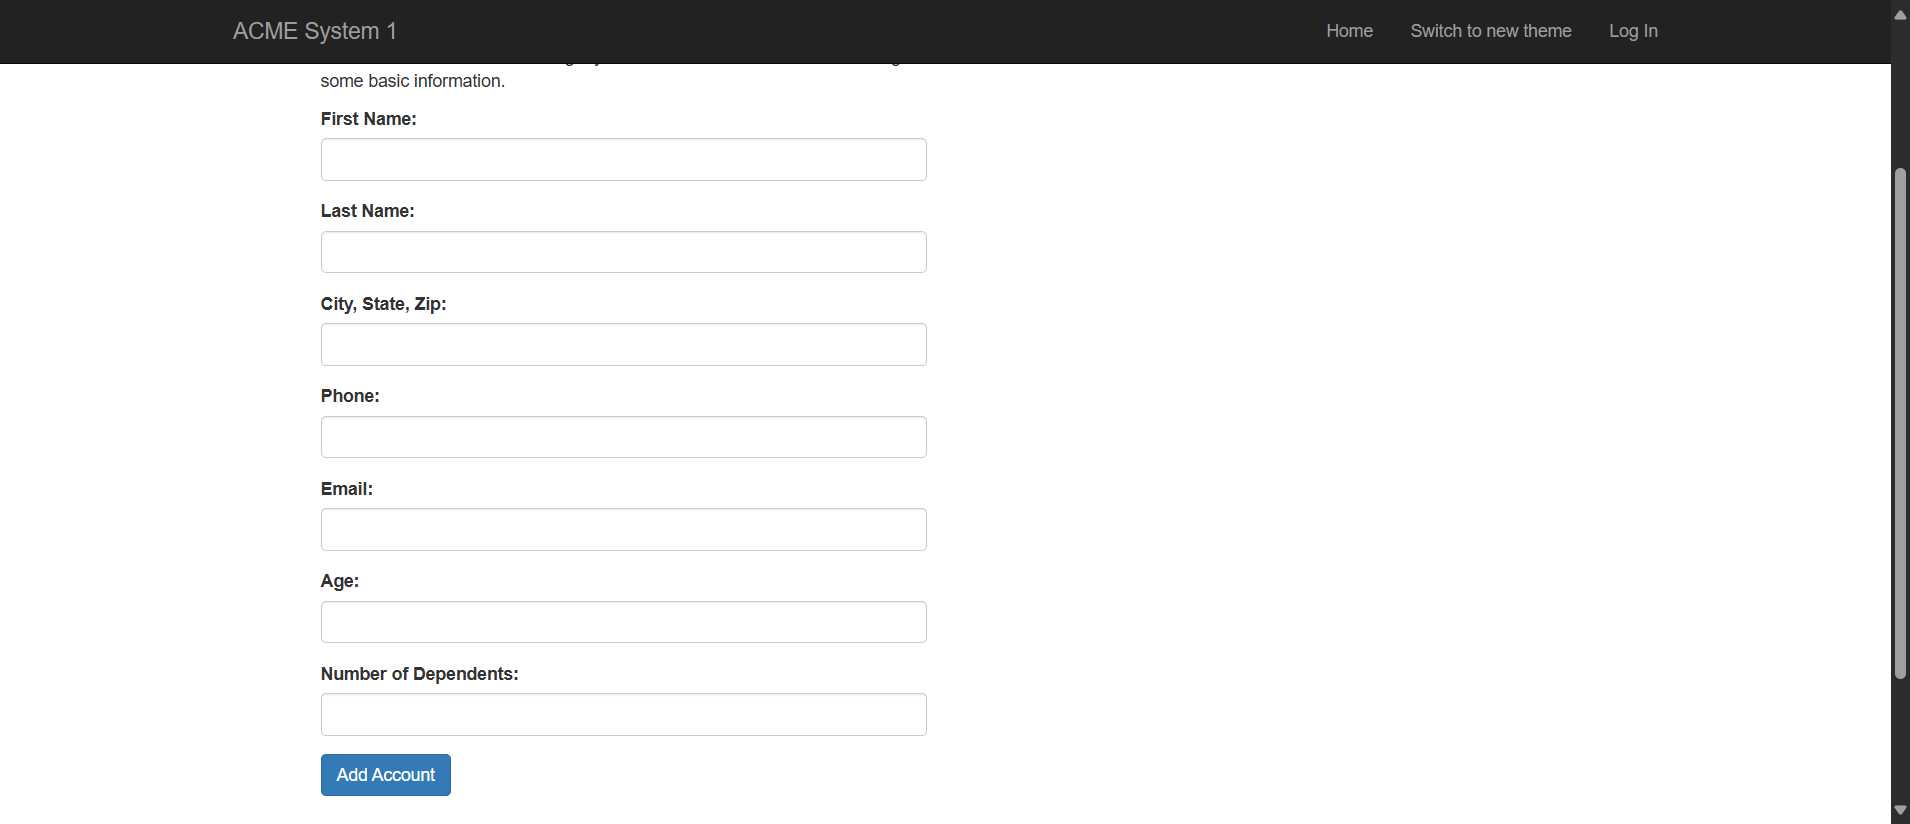 ACME System 1
Home
Switch to new theme
Log In
some basic information.
First Name:
Last Name:
City, State, Zip:
Phone:
Email:
Age:
Number of Dependents:
Add Account